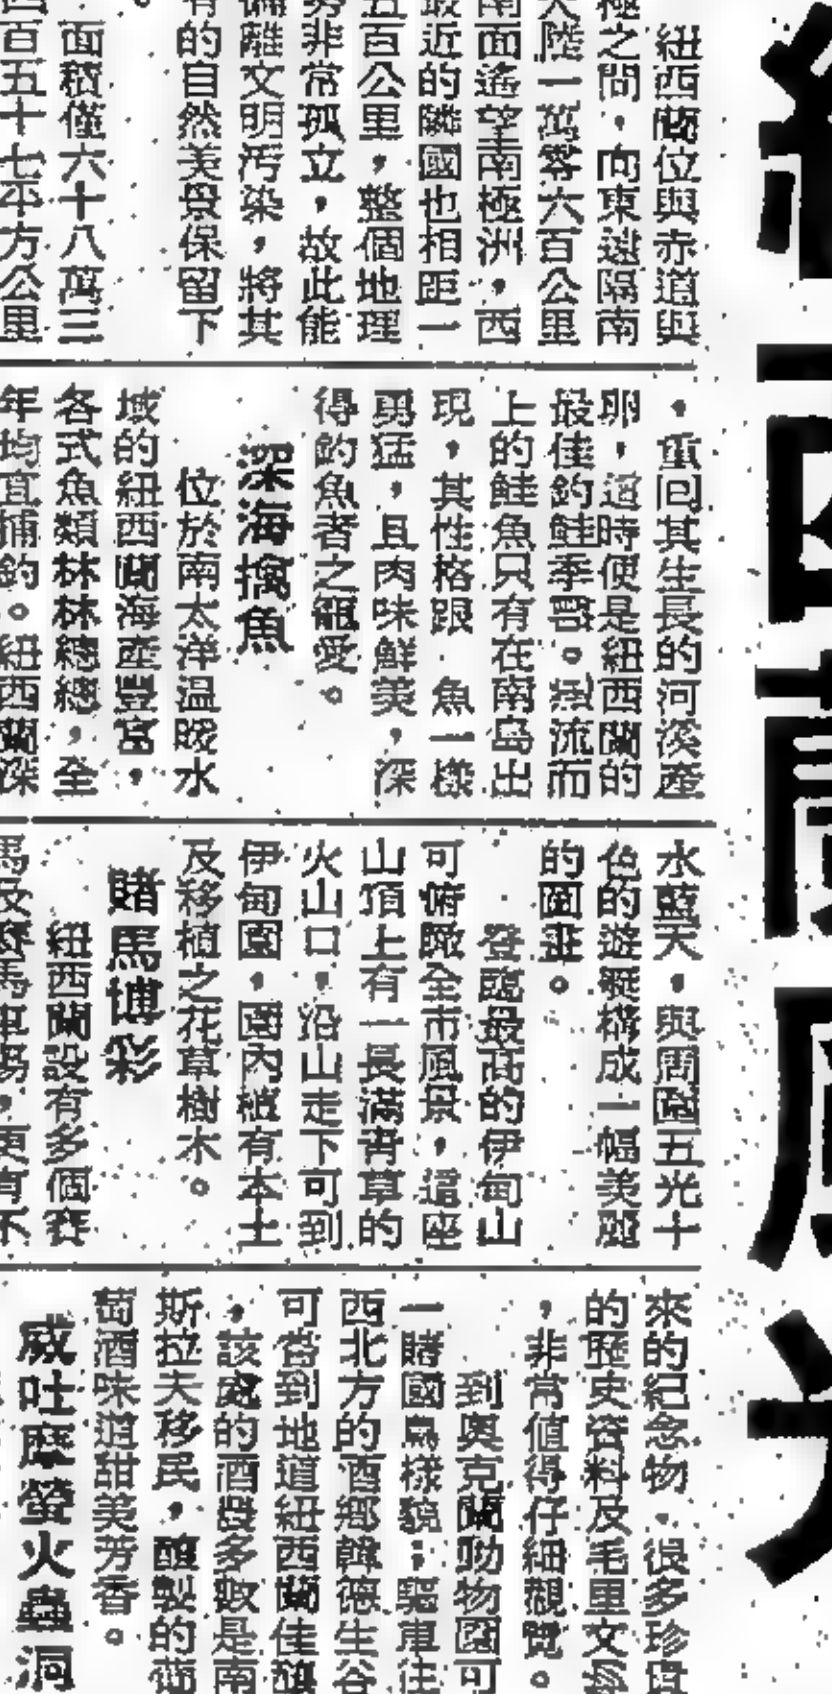 紐西蘭風光
紐西蘭位與赤道與
極之間，向東遠隔南
大陸一萬零六百公里
南面遙望南極洲，西
最近的隣國也相距一
五百公里，整個地理
勢非常孤立，故此能
偏離文明汚染，將其
有的自然美景保留下
。
面積僅六十八萬三
四百五十七平方公里
，重回其生長的河溪產
卵，這時便是紐西蘭的
最佳釣鮭季節。湍流而
上的鮭魚只有在南島出
現，其性格跟 魚一樣
勇猛，且肉味鮮美，深
得釣魚者之寵愛。
深海擒魚
位於南太洋温暖水
域的紐西蘭海產豐富，
各式魚類林林總總，全
年均宜捕釣。紐西蘭深
水藍天，與周圍五光十
色的遊艇構成一幅美麗
的圖畫。
登臨最高的伊甸山
可俯瞰全市風景，這座
山頂上有一長滿靑草的
火山口，沿山走下可到
伊甸園，園內植有本土
及移植之花草樹木。
賭馬博彩
紐西蘭設有多個賽
馬及賽馬車場，更有不
來的紀念物 很多珍貴
的歷史資料及毛里文
，非常值得仔細觀覽。
到奧克蘭動物園可
一睹國鳥樣貌；驅車往
西北方的酒鄉韓德生谷
可嘗到地道紐西蘭佳釀
，該處的酒農多數是南
斯拉夫移民，釀製的葡
萄酒味道甜美芳香。
威吐摩螢火蟲洞